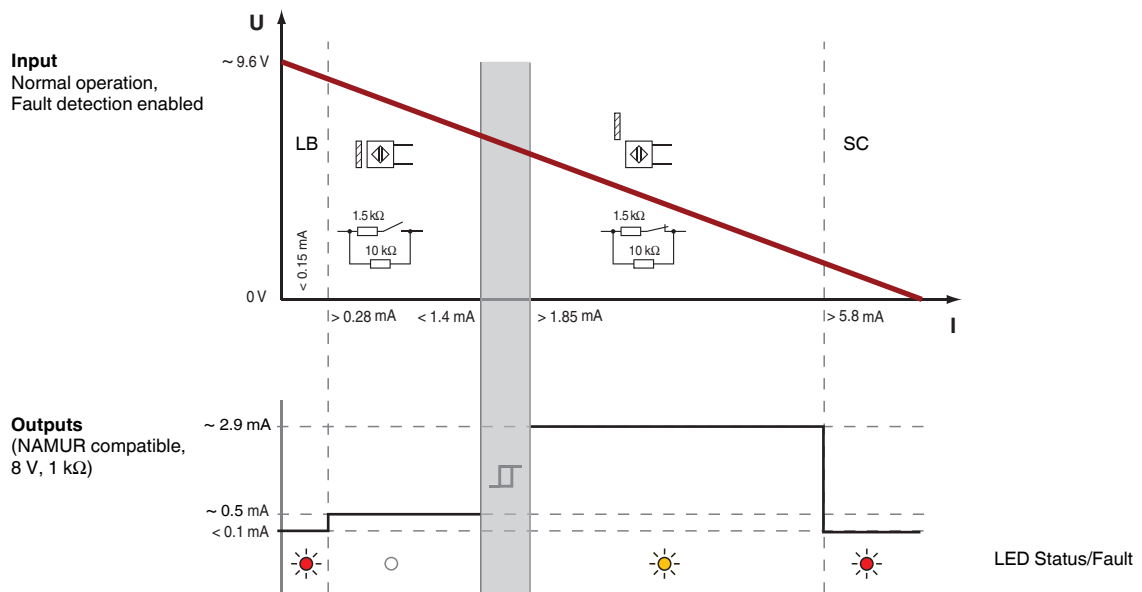 U
Input
Normal operation,
Fault detection enabled
~ 9.6 V
LB
SC
1.5 kΩ
10 kΩ
1.5 kΩ
10 kΩ
< 0.15 mA
0 V
> 0.28 mA
< 1.4 mA
> 1.85 mA
> 5.8 mA
I
Outputs
(NAMUR compatible,
8 V, 1 kΩ)
~ 2.9 mA
~ 0.5 mA
< 0.1 mA
LED Status/Fault